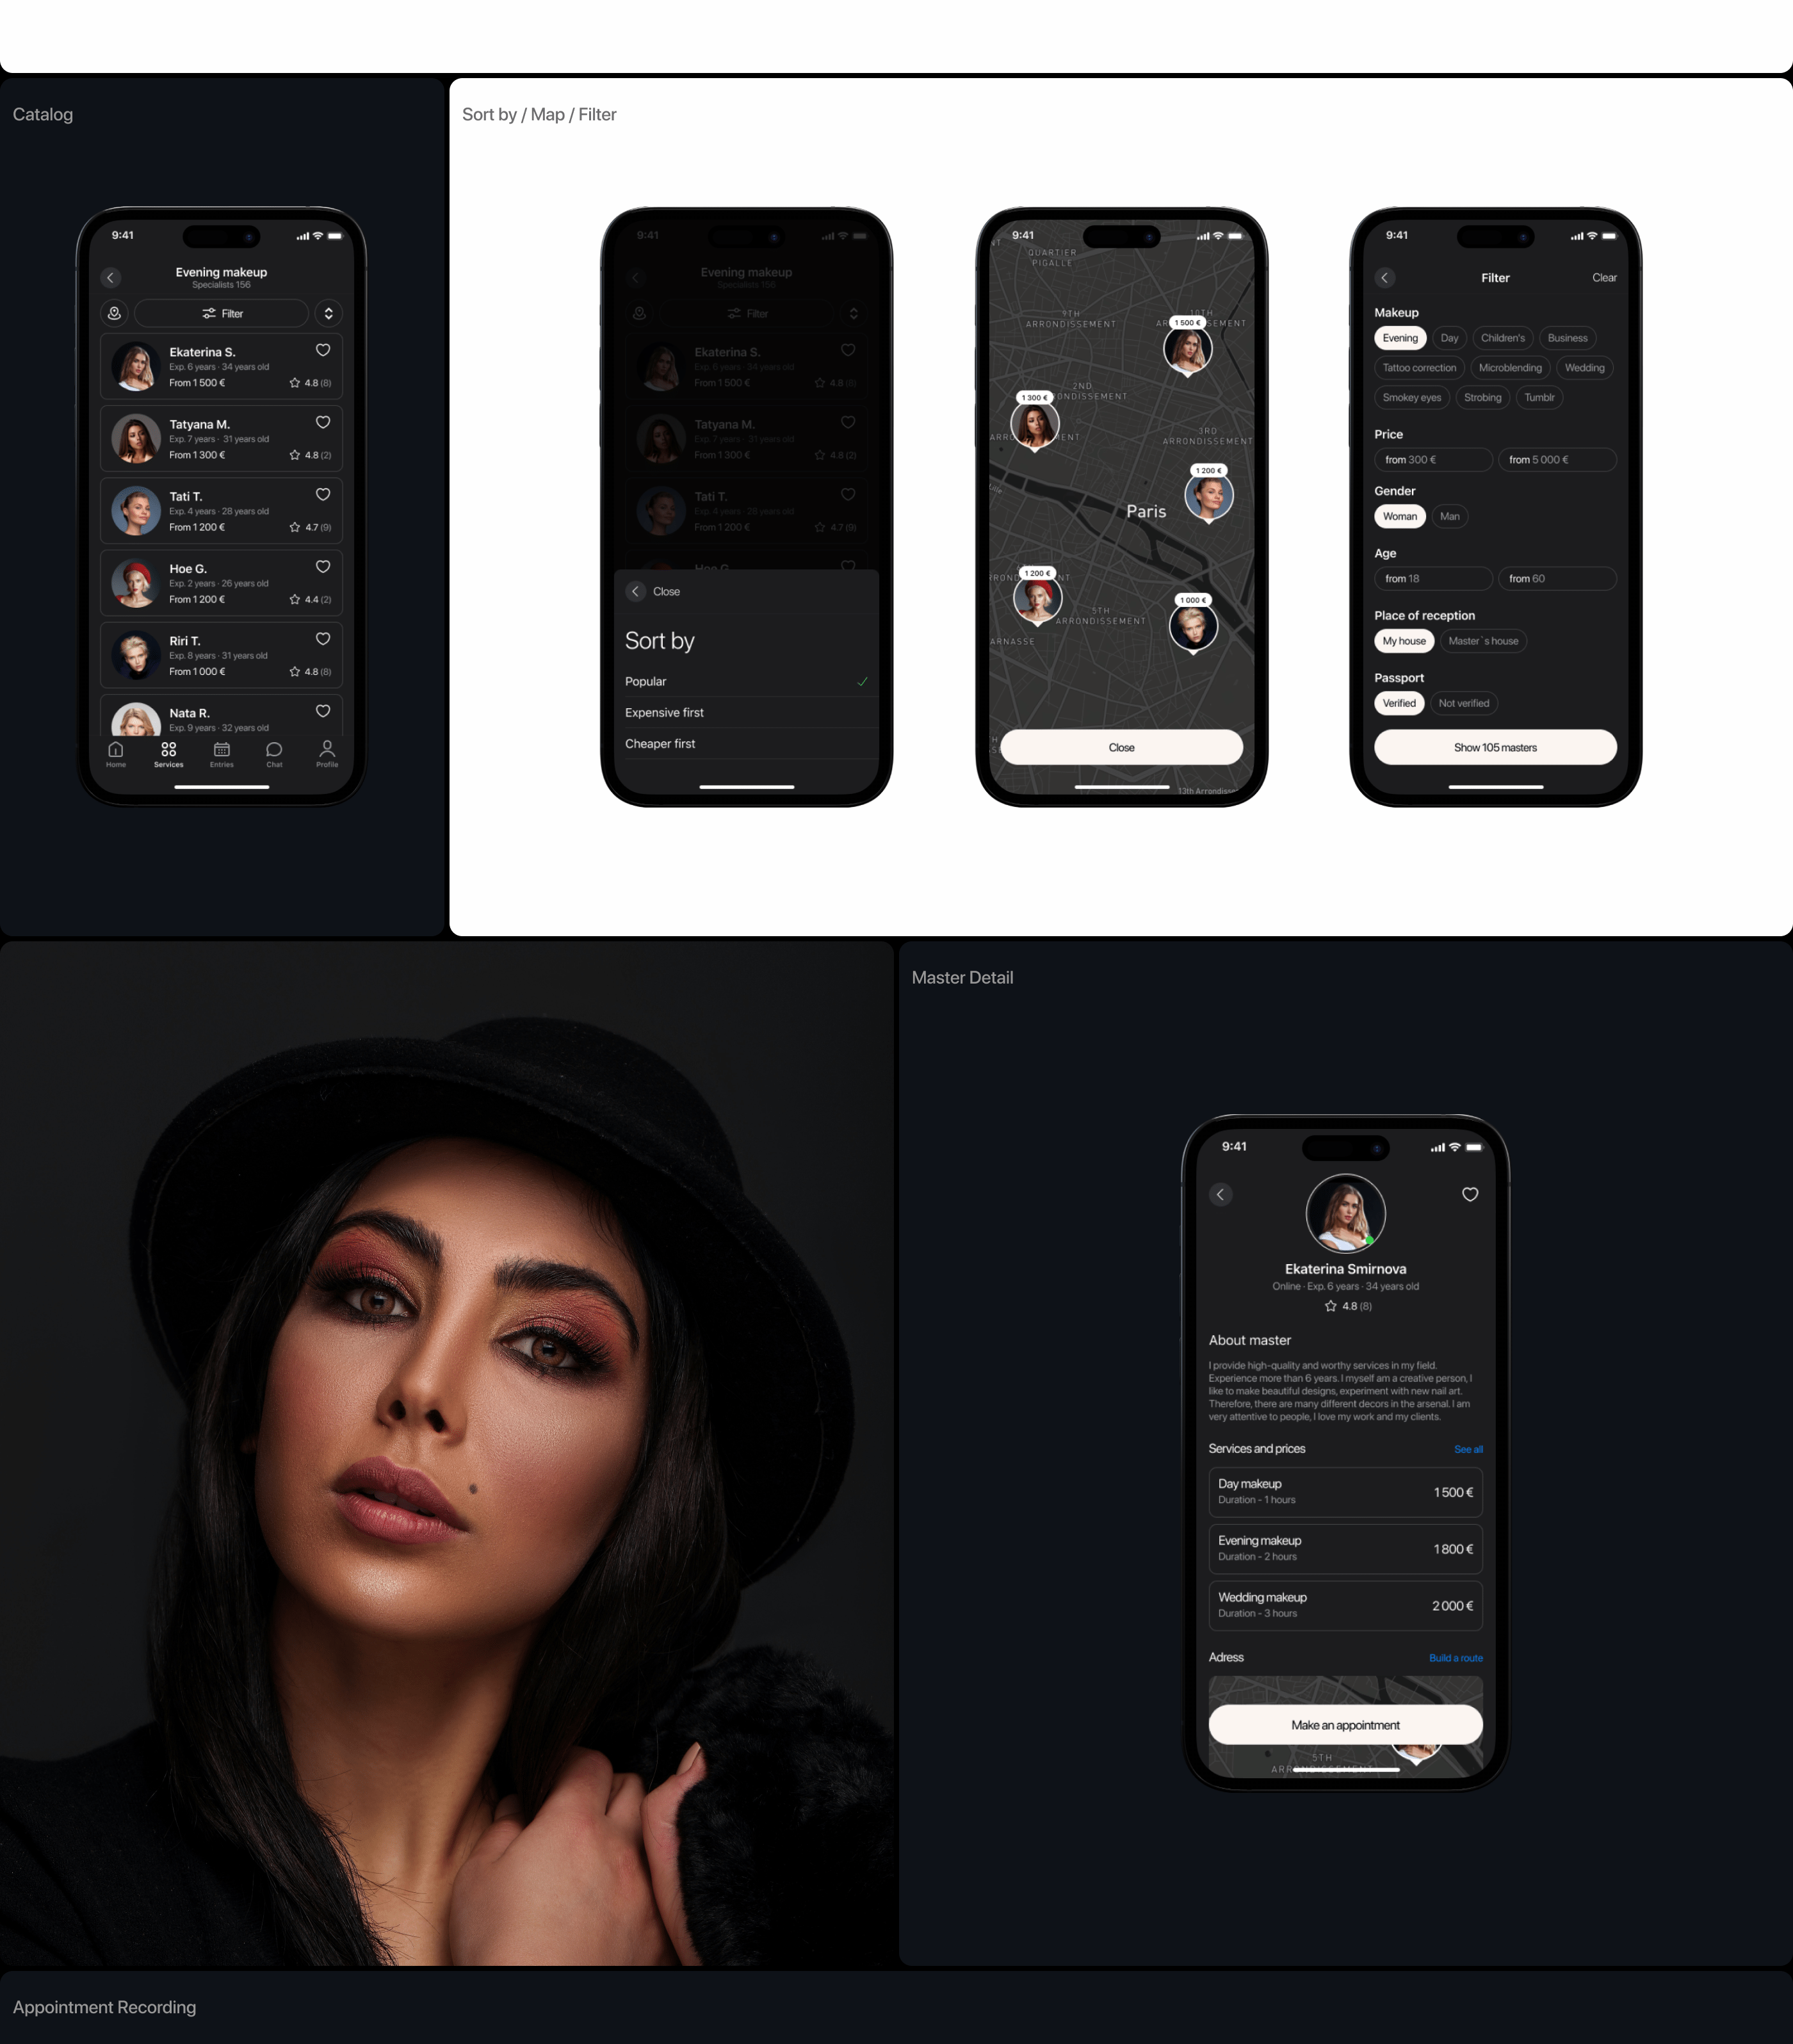 Catalog
9:41
Evening makeup
Specialists 156
Filter
Ekaterina S.
Exp. 6 years · 34 years old
From 1 500 €
4.8 (8)
Tatyana M.
Exp. 7 years · 31 years old
From 1 300 €
4.8 (2)
Tati T.
Exp. 4 years · 28 years old
From 1 200 €
4.7 (9)
Hoe G.
Exp. 2 years · 26 years old
From 1 200 €
4.4 (2)
Riri T.
Exp. 8 years · 31 years old
From 1 000 €
4.8 (8)
Nata R.
Exp. 9 years · 32 years old
Home
Services
Entries
Chat
Profile
Sort by / Map / Filter
9:41
Evening makeup
Specialists 156
Filter
Ekaterina S.
Exp. 6 years · 34 years old
From 1 500 €
4.8 (8)
Tatyana M.
Exp. 7 years · 31 years old
From 1 300 €
4.8 (2)
Tati T.
Exp. 4 years · 28 years old
From 1 200 €
4.7 (9)
Hoe G.
Close
Sort by
Popular
Expensive first
Cheaper first
9:41
QUARTIER
PIGALLE
9TH
ARRONDISSEMENT
10TH
1 500 €
2ND
1 300 €
3RD
ARRONDISSEMENT
1 200 €
Paris
1 200 €
1 000 €
5TH
ARRONDISSEMENT
ARNASSE
Close
13th Arrondisse
9:41
Filter
Clear
Makeup
Evening
Day
Children's
Business
Tattoo correction
Microblending
Wedding
Smokey eyes
Strobing
Tumblr
Price
from 300 €
from 5 000 €
Gender
Woman
Man
Age
from 18
from 60
Place of reception
My house
Master`s house
Passport
Verified
Not verified
Show 105 masters
Master Detail
9:41
Ekaterina Smirnova
Online · Exp. 6 years · 34 years old
4.8 (8)
About master
I provide high-quality and worthy services in my field.
Experience more than 6 years. I myself am a creative person, I
like to make beautiful designs, experiment with new nail art.
Therefore, there are many different decors in the arsenal. I am
very attentive to people, I love my work and my clients.
Services and prices
See all
Day makeup
1 500 €
Duration - 1 hours
Evening makeup
1 800 €
Duration - 2 hours
Wedding makeup
2 000 €
Duration - 3 hours
Adress
Build a route
Make an appointment
5TH
Appointment Recording